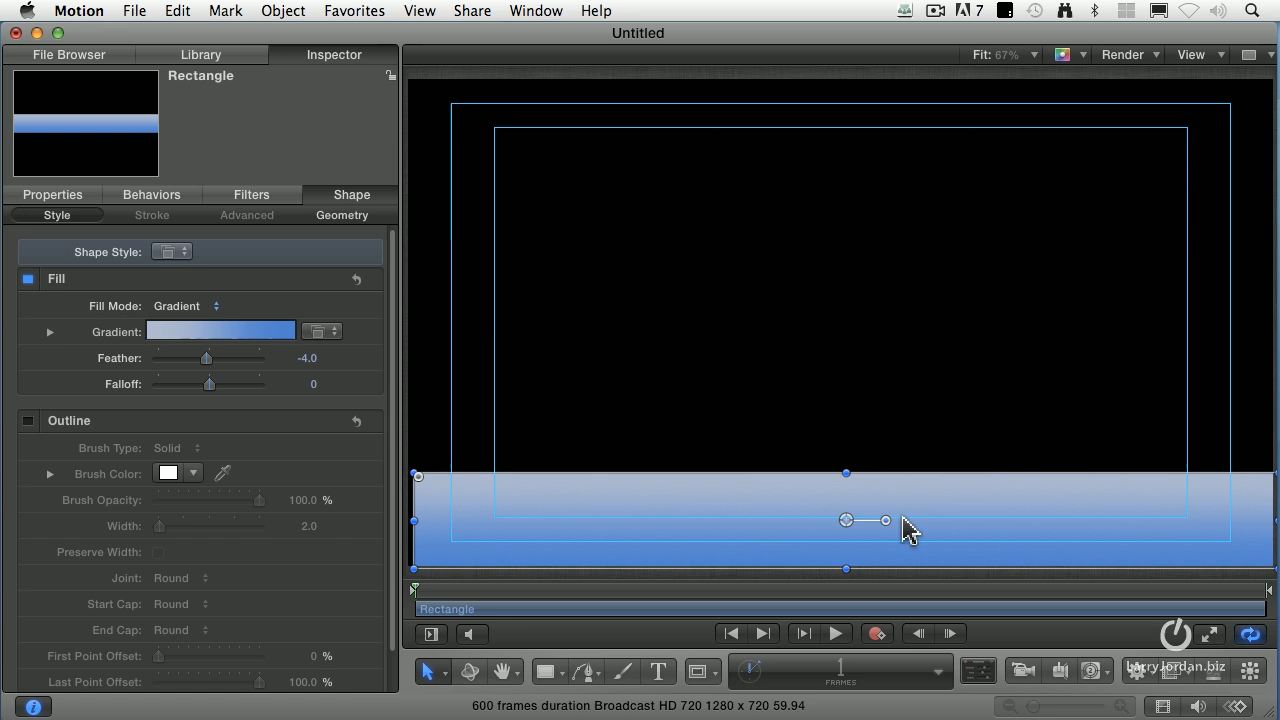 Motion File Edit Mark Object Favorites View Share Window Help 7
Untitled
File Browser Library Inspector Fit: 67% Render View
Rectangle
Properties Behaviors Filters Shape
Style Stroke Advanced Geometry
Shape Style:
Fill
Fill Mode: Gradient
Gradient:
Feather: -4.0
Falloff: 0
Outline
Brush Type: Solid
Brush Color:
Brush Opacity: 100.0 %
Width: 2.0
Preserve Width:
Joint: Round
Start Cap: Round
End Cap: Round
First Point Offset: 0 %
Last Point Offset: 100.0 %
Rectangle
T 1
FRAMES
LarryJordan.biz
600 frames duration Broadcast HD 720 1280 x 720 59.94